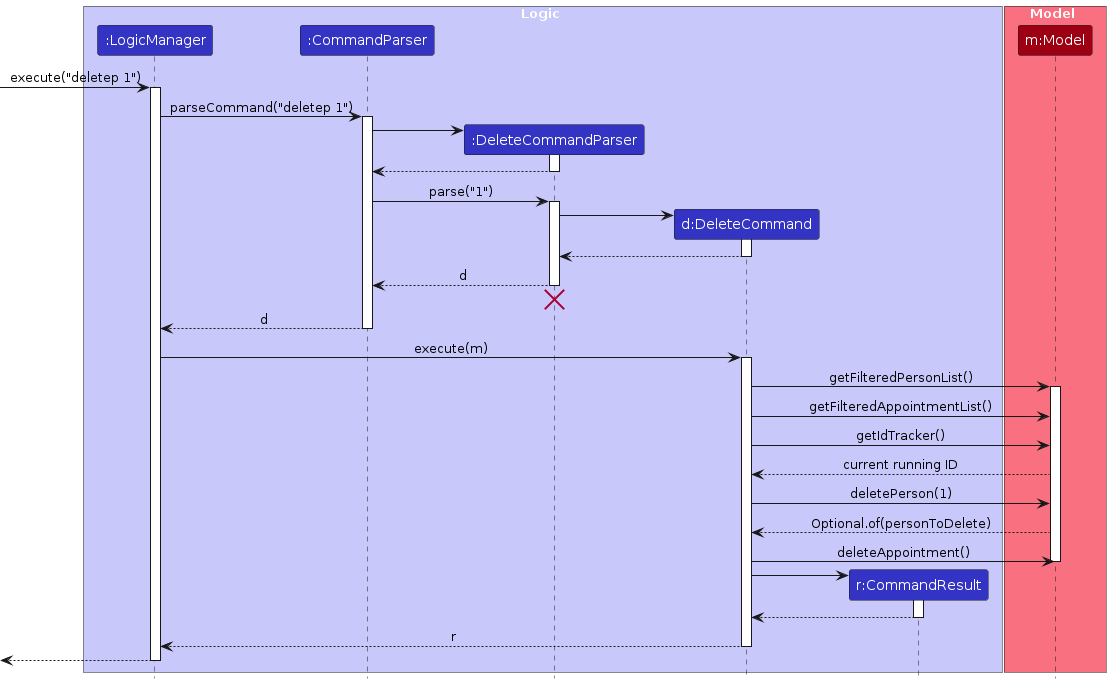 Logic
Model
:LogicManager
:CommandParser
m:Model
execute("deletep 1")
parseCommand("deletep 1")
:DeleteCommandParser
parse("1")
d:DeleteCommand
d
d
execute(m)
getFilteredPersonList()
getFilteredAppointmentList()
getIdTracker()
current running ID
deletePerson(1)
Optional.of(personToDelete)
deleteAppointment()
r:CommandResult
r